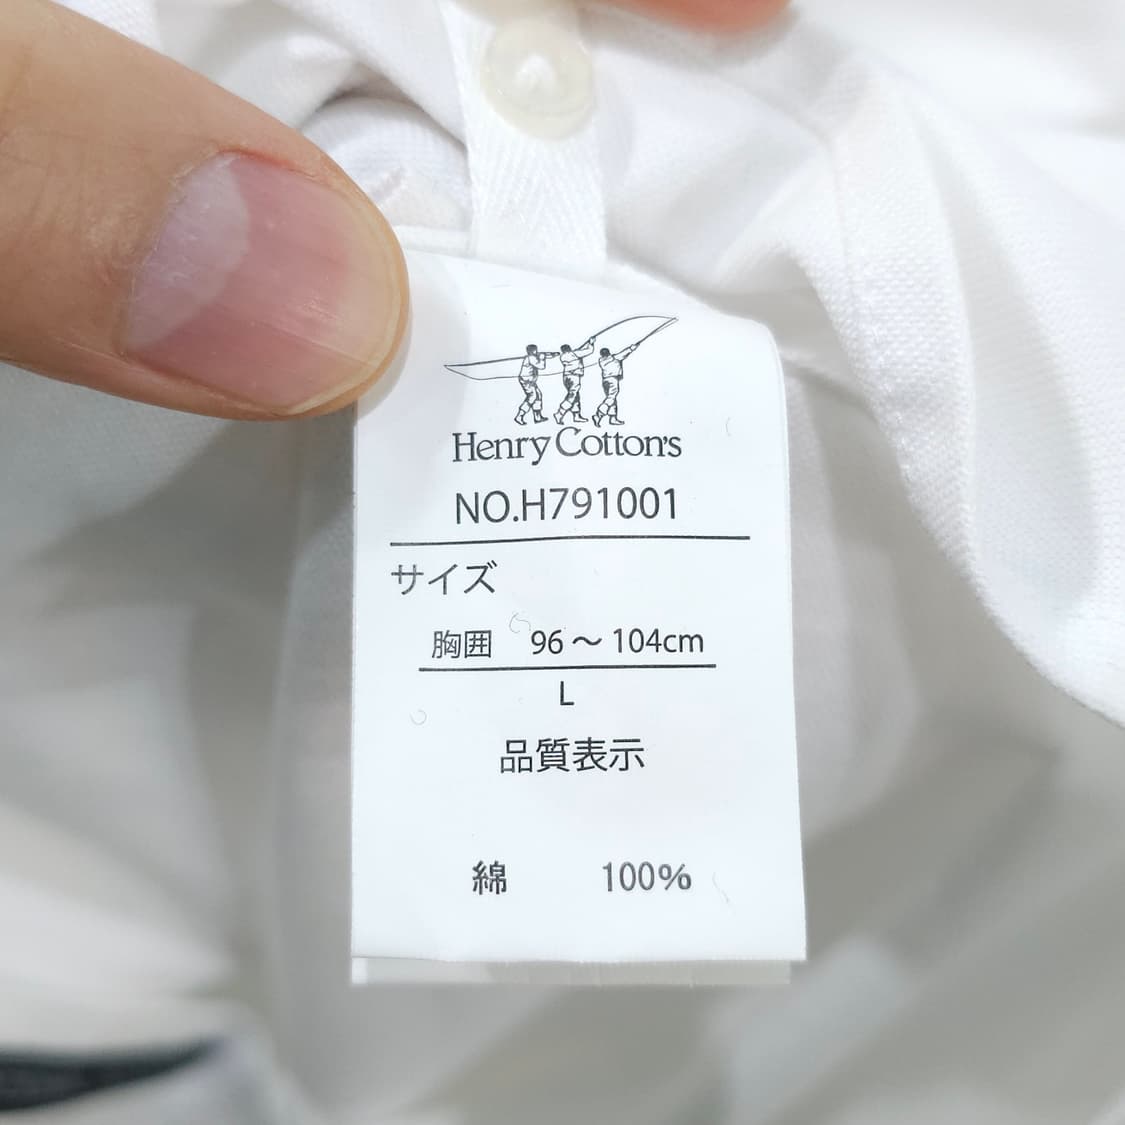 Henry Cotton's
NO.H791001
サイズ
胸囲 96～104cm
L
品質表示
綿 100%